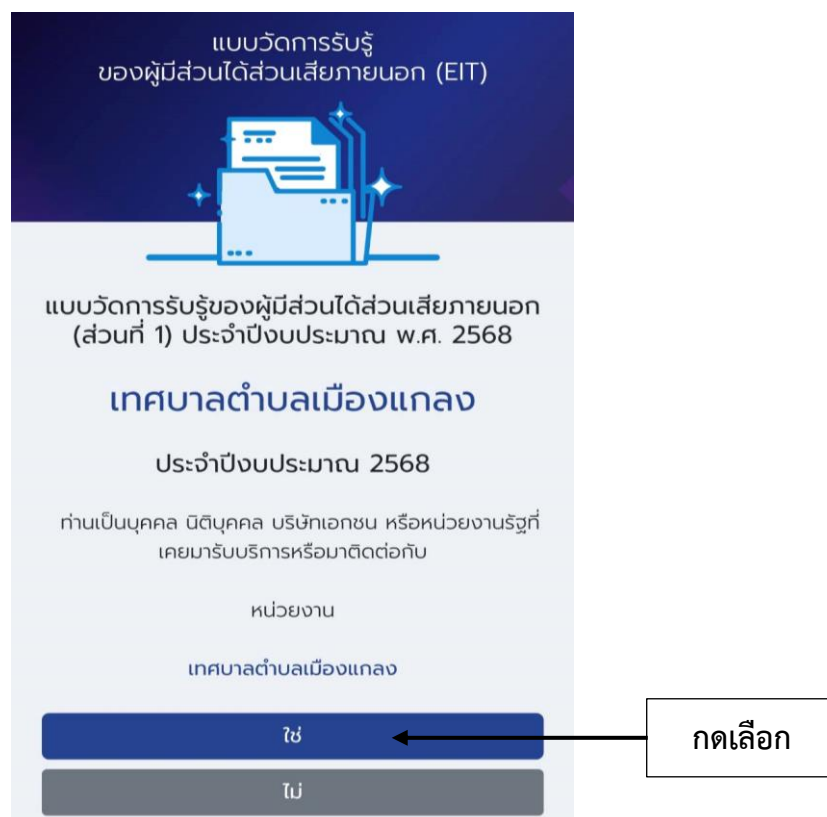 แบบวัดการรับรู้
ของผู้มีส่วนได้ส่วนเสียภายนอก (EIT)
แบบวัดการรับรู้ของผู้มีส่วนได้ส่วนเสียภายนอก
(ส่วนที่ 1) ประจำปีงบประมาณ พ.ศ. 2568
เทศบาลตำบลเมืองแกลง
ประจำปีงบประมาณ 2568
ท่านเป็นบุคคล นิติบุคคล บริษัทเอกชน หรือหน่วยงานรัฐที่
เคยมารับบริการหรือมาติดต่อกับ
หน่วยงาน
เทศบาลตำบลเมืองแกลง
ใช่
กดเลือก
ไม่